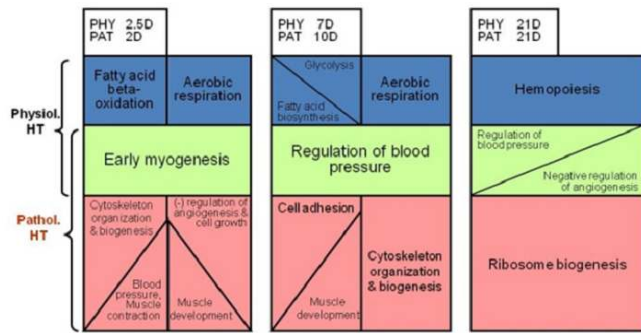 PHY 2.5D
PAT 2D
PHY 7D
PAT 10D
PHY 21D
PAT 21D
Physiol.
HT
Pathol.
HT
Fatty acid
beta-
oxidation
Aerobic
respiration
Early myogenesis
Cytoskeleton
organization
& biogenesis
Blood
pressure,
Muscle
contraction
(-) regulation of
angiogenesis &
cell growth
Muscle
development
Glycolysis
Fatty acid
biosynthesis
Aerobic
respiration
Regulation of blood
pressure
Cell adhesion
Muscle
development
Cytoskeleton
organization
& biogenesis
Hemopoiesis
Regulation of
blood pressure
Negative regulation
of angiogenesis
Ribosome biogenesis